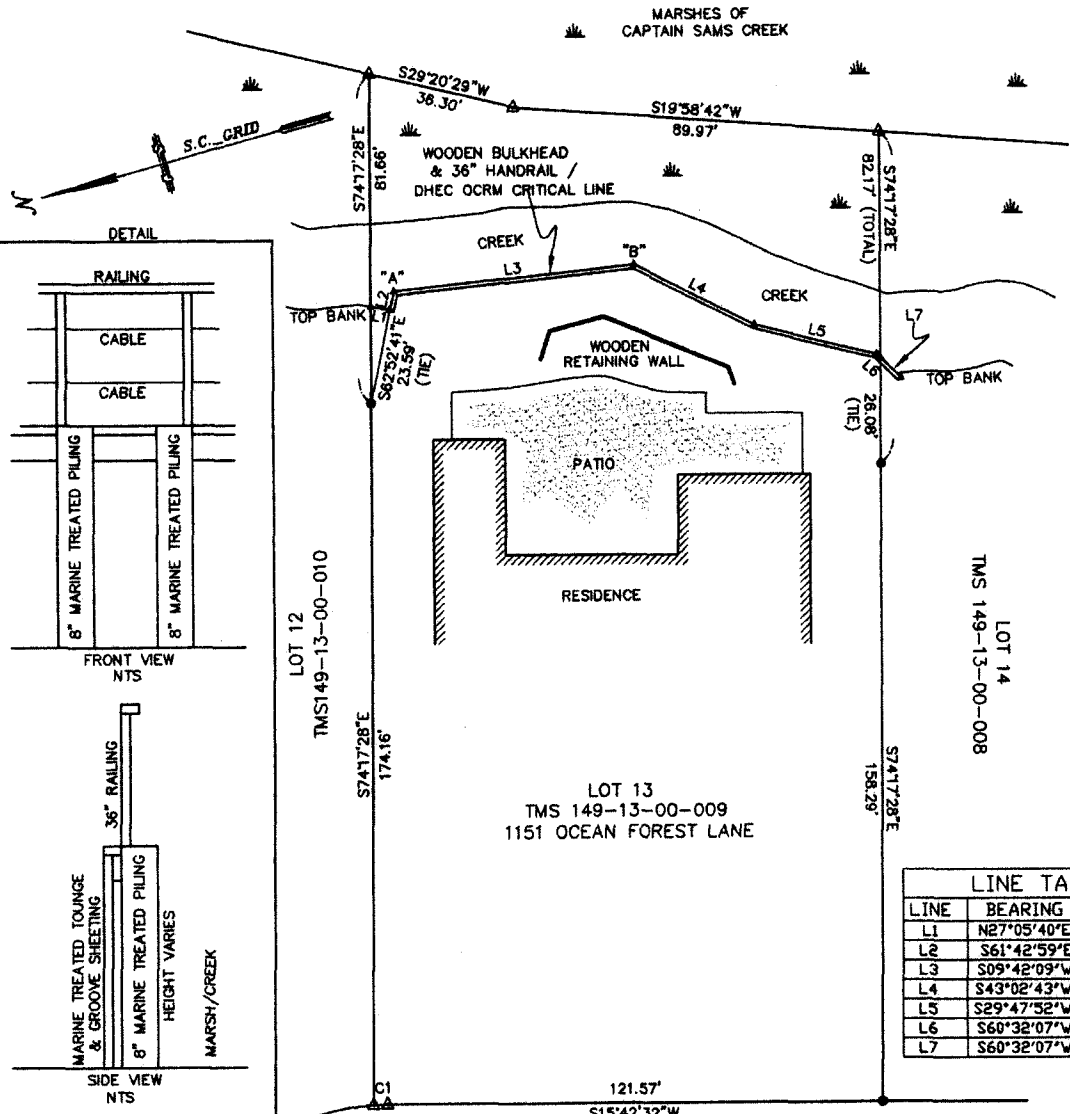 MARSHES OF
CAPTAIN SAMS CREEK
S29°20'29"W
36.30'
S19°58'42"W
89.97'
S.C. GRID
N
S74°17'28"E
81.66'
WOODEN BULKHEAD
& 36" HANDRAIL /
DHEC OCRM CRITICAL LINE
S74°17'28"E
82.17' (TOTAL)
DETAIL
RAILING
CABLE
CABLE
8" MARINE TREATED PILING
8" MARINE TREATED PILING
FRONT VIEW
NTS
CREEK
"A"
L3
"B"
L4
CREEK
L2
L1
TOP BANK
L5
L7
L6
TOP BANK
S62°52'41"E
23.59'
(TIE)
26.08'
(TIE)
WOODEN
RETAINING WALL
PATIO
RESIDENCE
LOT 12
TMS149-13-00-010
LOT 14
TMS 149-13-00-008
S74°17'28"E
174.16'
S74°17'28"E
158.29'
LOT 13
TMS 149-13-00-009
1151 OCEAN FOREST LANE
36" RAILING
MARINE TREATED TOUNGE
& GROOVE SHEETING
8" MARINE TREATED PILING
HEIGHT VARIES
MARSH/CREEK
SIDE VIEW
NTS
LINE TA
LINE BEARING
L1 N27°05'40"E
L2 S61°42'59"E
L3 S09°42'09"W
L4 S43°02'43"W
L5 S29°47'52"W
L6 S60°32'07"W
L7 S60°32'07"W
C1
121.57'
S15°42'32"W